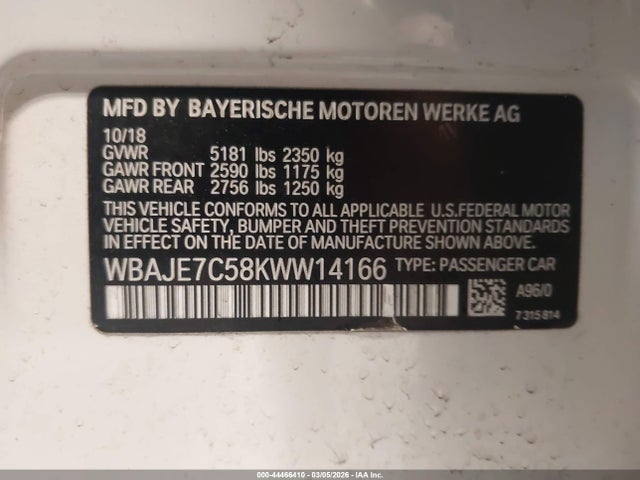 MFD BY BAYERISCHE MOTOREN WERKE AG
10/18
GVWR 5181 lbs 2350 kg
GAWR FRONT 2590 lbs 1175 kg
GAWR REAR 2756 lbs 1250 kg
THIS VEHICLE CONFORMS TO ALL APPLICABLE U.S.FEDERAL MOTOR
VEHICLE SAFETY, BUMPER, AND THEFT PREVENTION STANDARDS
IN EFFECT ON THE DATE OF MANUFACTURE SHOWN ABOVE.
WBAJE7C58KWW14166 TYPE: PASSENGER CAR
A96/0
7 315 814
000-44466410 - 03/05/2026 - IAA Inc.